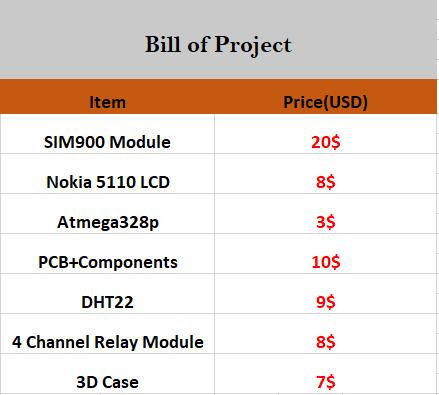 Bill of Project
Item Price(USD)
SIM900 Module 20$
Nokia 5110 LCD 8$
Atmega328p 3$
PCB+Components 10$
DHT22 9$
4 Channel Relay Module 8$
3D Case 7$